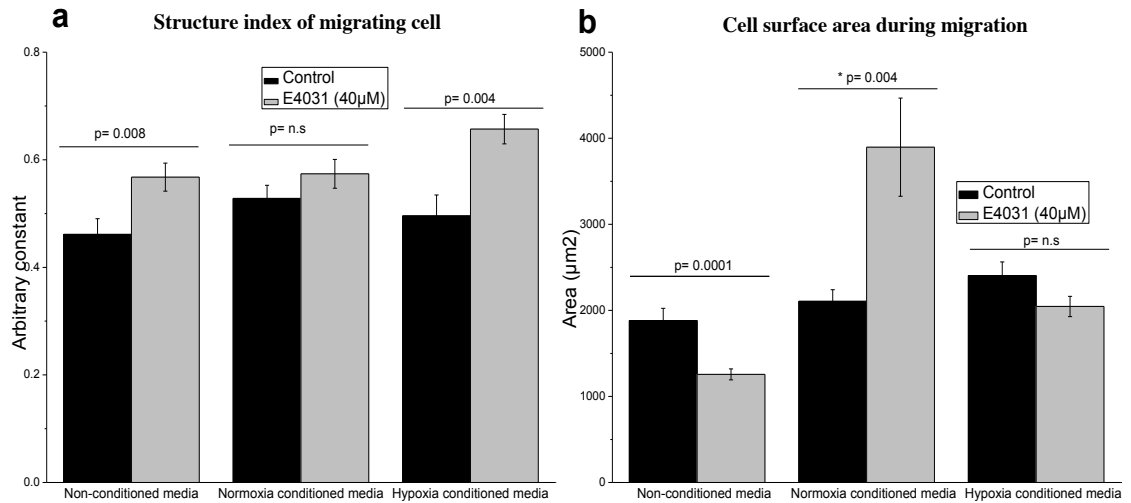 a
Structure index of migrating cell
0.8
0.6
0.4
0.2
0.0
Arbitrary constant
Control
E4031 (40μM)
p= 0.008
p= n.s
p= 0.004
Non-conditioned media
Normoxia conditioned media
Hypoxia conditioned media
b
Cell surface area during migration
5000
4000
3000
2000
1000
0
Area (μm2)
* p= 0.004
Control
E4031 (40μM)
p= 0.0001
p= n.s
Non-conditioned media
Normoxia conditioned media
Hypoxia conditioned media